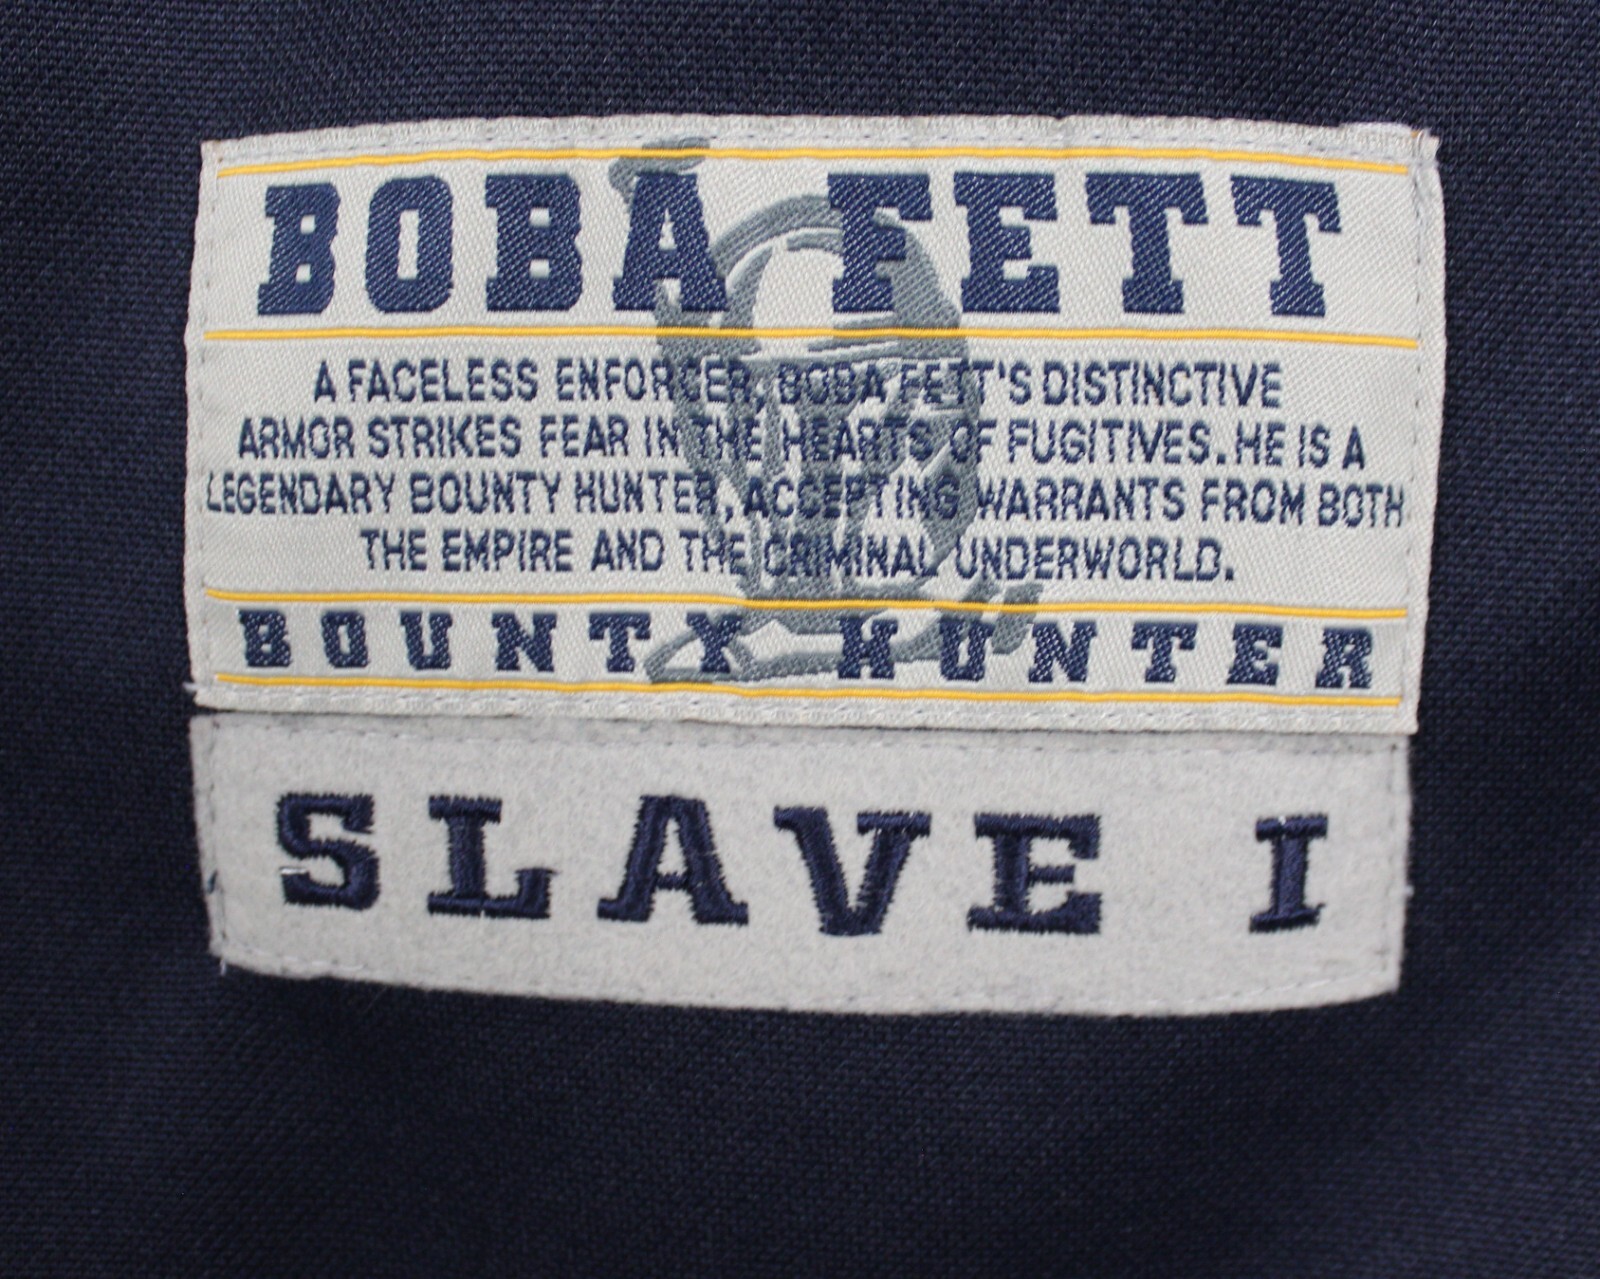 BOBA FETT
A FACELESS ENFORCER, BOBA FETT'S DISTINCTIVE
ARMOR STRIKES FEAR IN THE HEARTS OF FUGITIVES. HE IS A
LEGENDARY BOUNTY HUNTER, ACCEPTING WARRANTS FROM BOTH
THE EMPIRE AND THE CRIMINAL UNDERWORLD.
BOUNTY HUNTER
SLAVE I